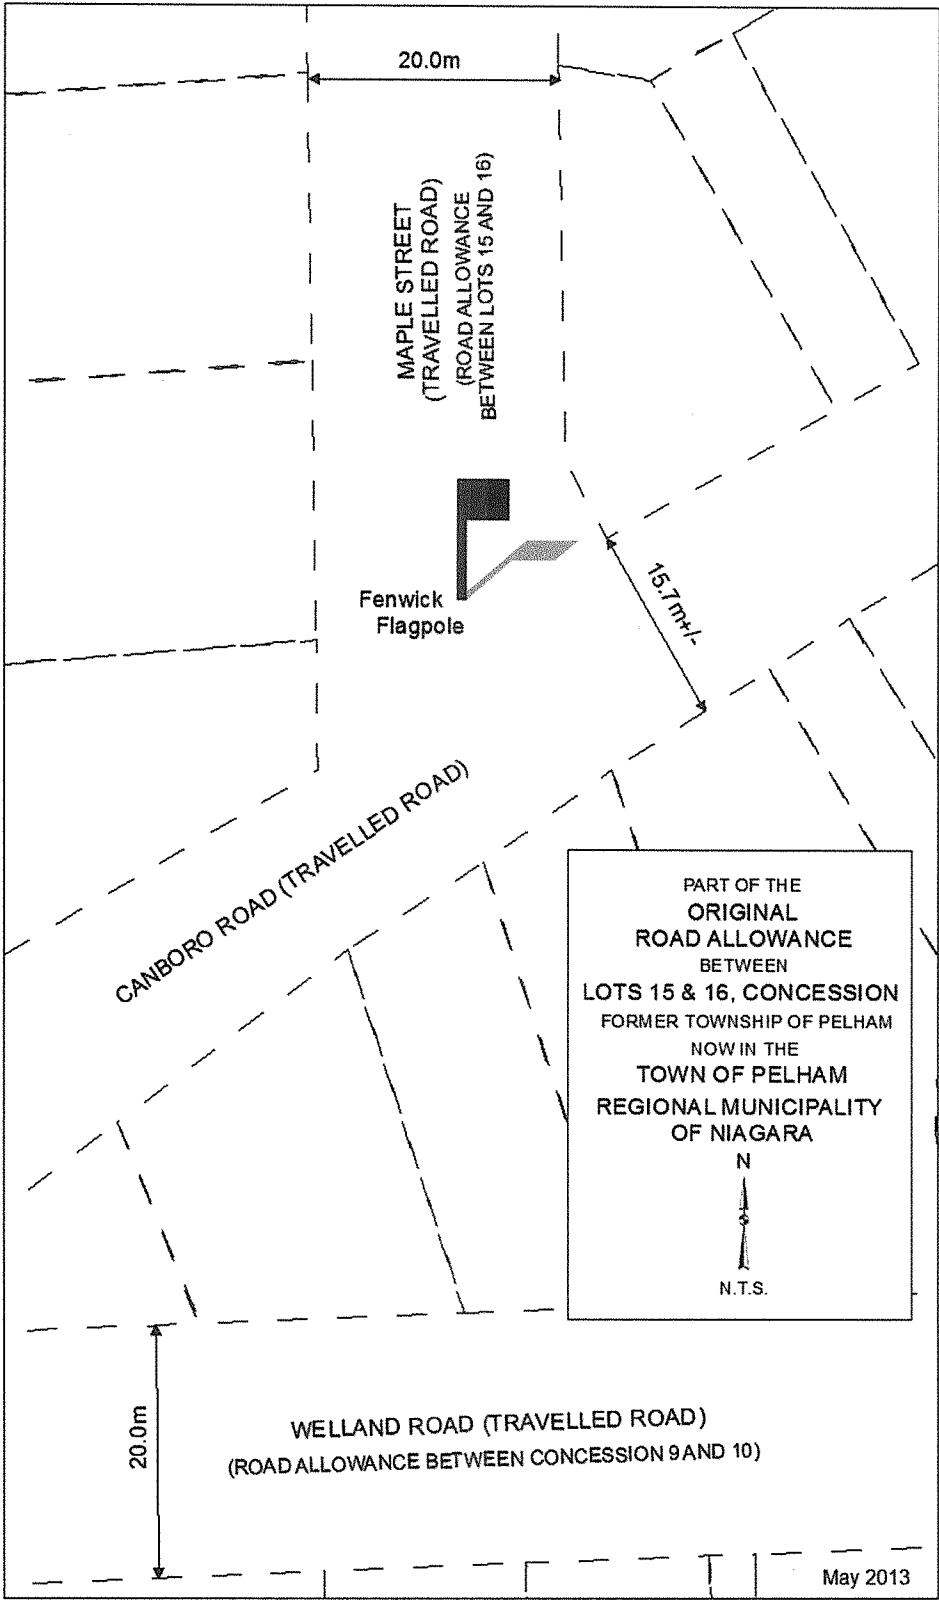 20.0m
MAPLE STREET
(TRAVELLED ROAD)
(ROAD ALLOWANCE
BETWEEN LOTS 15 AND 16)
Fenwick
Flagpole
15.7m+/-
CANBORO ROAD (TRAVELLED ROAD)
PART OF THE
ORIGINAL
ROAD ALLOWANCE
BETWEEN
LOTS 15 & 16, CONCESSION
FORMER TOWNSHIP OF PELHAM
NOW IN THE
TOWN OF PELHAM
REGIONAL MUNICIPALITY
OF NIAGARA
N
N.T.S.
20.0m
WELLAND ROAD (TRAVELLED ROAD)
(ROAD ALLOWANCE BETWEEN CONCESSION 9 AND 10)
May 2013